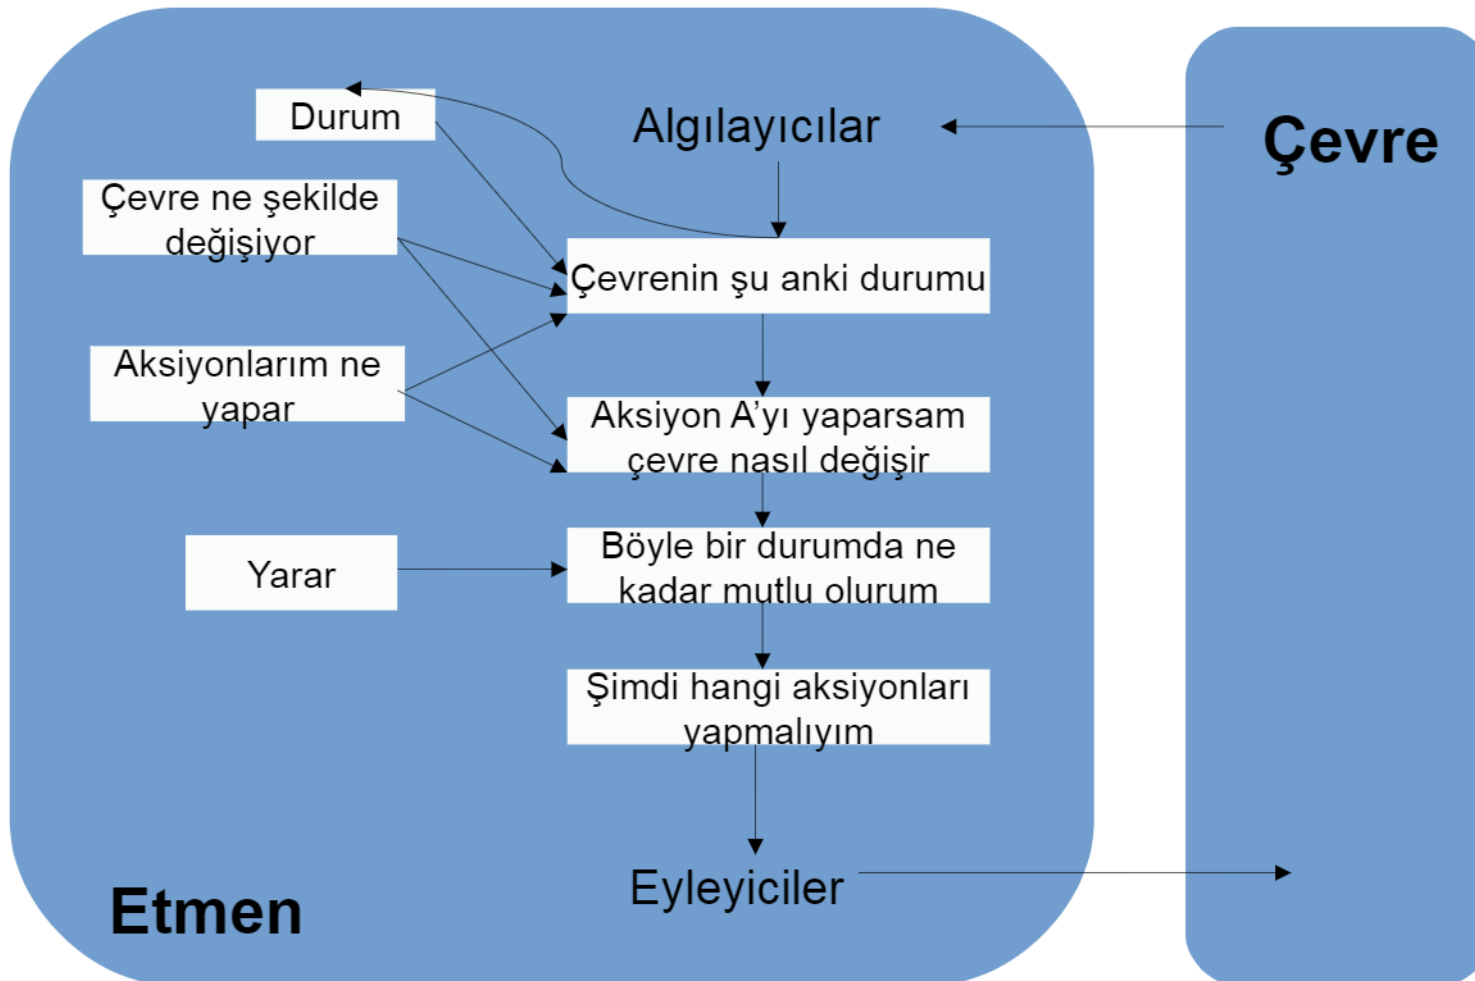 Durum
Algılayıcılar
Çevre
Çevre ne şekilde
değişiyor
Çevrenin şu anki durumu
Aksiyonlarım ne
yapar
Aksiyon A’yı yaparsam
çevre nasıl değişir
Yarar
Böyle bir durumda ne
kadar mutlu olurum
Şimdi hangi aksiyonları
yapmalıyım
Eyleyiciler
Etmen